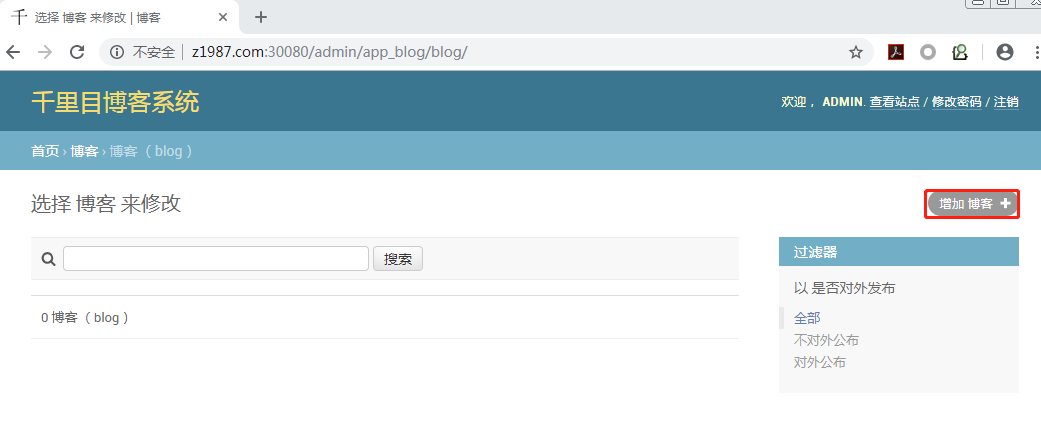 千 选择 博客 来修改 | 博客
不安全 | z1987.com:30080/admin/app_blog/blog/
千里目博客系统
欢迎， ADMIN. 查看站点 / 修改密码 / 注销
首页 › 博客 › 博客（blog）
选择 博客 来修改
增加 博客
搜索
0 博客（blog）
过滤器
以 是否对外发布
全部
不对外公布
对外公布